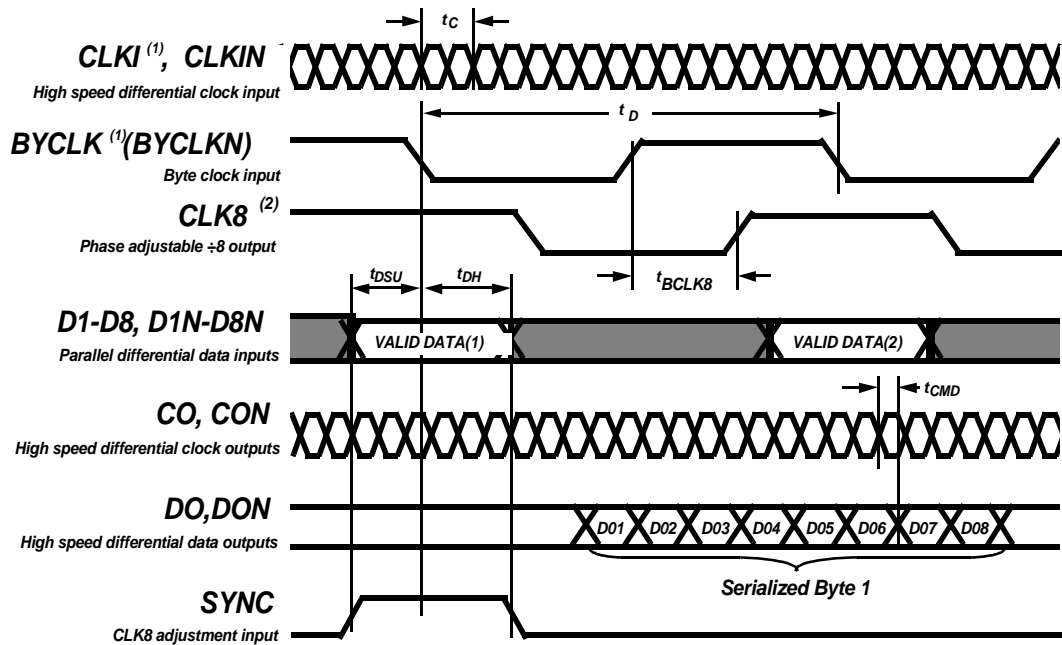 t C
CLKI (1), CLKIN
High speed differential clock input
t D
BYCLK (1)(BYCLKN)
Byte clock input
CLK8 (2)
Phase adjustable ÷8 output
tDSU tDH tBCLK8
D1-D8, D1N-D8N
Parallel differential data inputs
VALID DATA(1) VALID DATA(2)
tCMD
CO, CON
High speed differential clock outputs
DO,DON
High speed differential data outputs
D01 D02 D03 D04 D05 D06 D07 D08
Serialized Byte 1
SYNC
CLK8 adjustment input